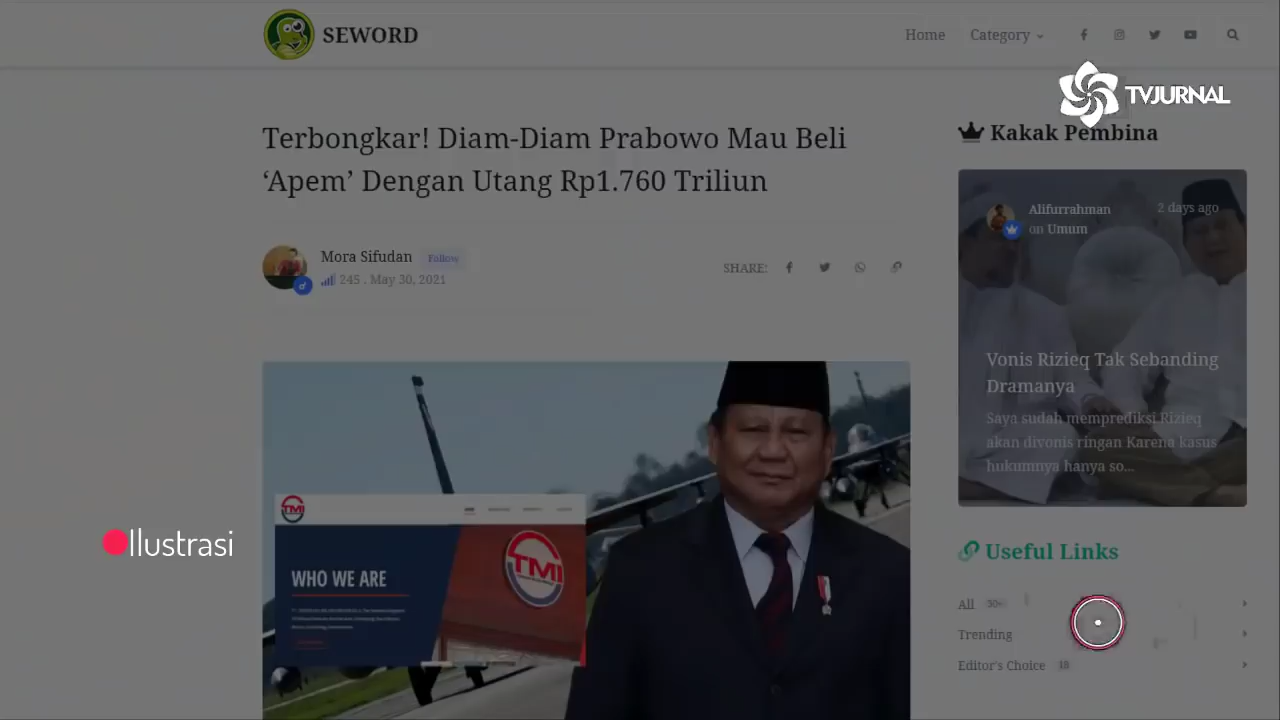 SEWORD
Home
Category
TVJURNAL
Terbongkar! Diam-Diam Prabowo Mau Beli
‘Apem’ Dengan Utang Rp1.760 Triliun
Mora Sifudan
Follow
245 . May 30, 2021
SHARE:
Kakak Pembina
Alifurrahman
on Umum
2 days ago
Vonis Rizieq Tak Sebanding
Dramanya
Saya sudah memprediksi Rizieq
akan divonis ringan Karena kasus
hukumnya hanya so...
TMI
WHO WE ARE
TMI
Ilustrasi
Useful Links
All 30+
Trending
Editor's Choice 18